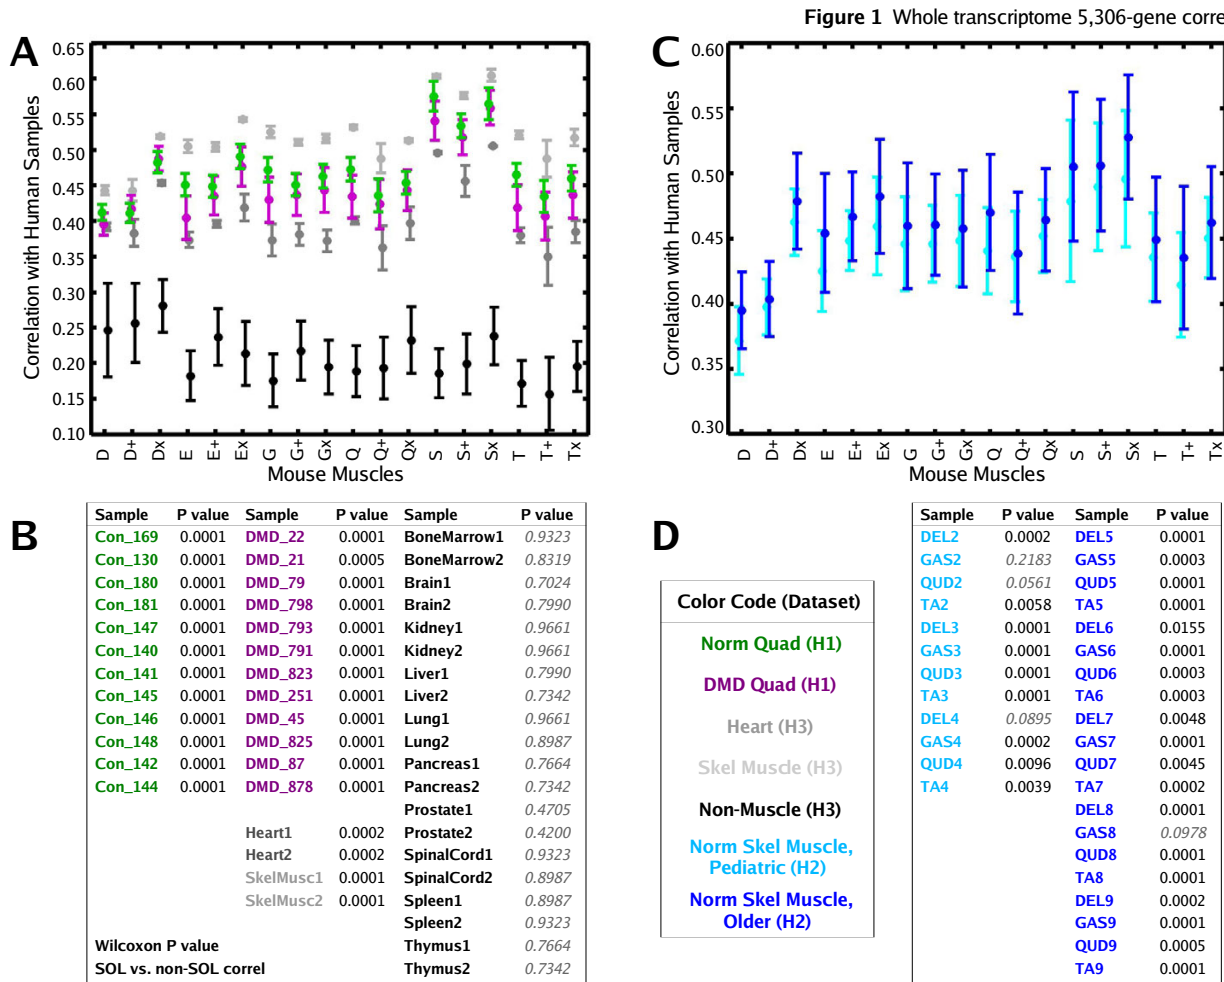 Figure 1 Whole transcriptome 5,306-gene corre
A
Correlation with Human Samples
0.65
0.60
0.55
0.50
0.45
0.40
0.35
0.30
0.25
0.20
0.15
0.10
D D+ Dx E E+ Ex G G+ Gx Q Q+ Qx S S+ Sx T T+ Tx
Mouse Muscles
C
Correlation with Human Samples
0.60
0.55
0.50
0.45
0.40
0.35
0.30
D D+ Dx E E+ Ex G G+ Gx Q Q+ Qx S S+ Sx T T+ Tx
Mouse Muscles
B
Sample P value Sample P value Sample P value
Con_169 0.0001 DMD_22 0.0001 BoneMarrow1 0.9323
Con_130 0.0001 DMD_21 0.0005 BoneMarrow2 0.8319
Con_180 0.0001 DMD_79 0.0001 Brain1 0.7024
Con_181 0.0001 DMD_798 0.0001 Brain2 0.7990
Con_147 0.0001 DMD_793 0.0001 Kidney1 0.9661
Con_140 0.0001 DMD_791 0.0001 Kidney2 0.9661
Con_141 0.0001 DMD_823 0.0001 Liver1 0.7990
Con_145 0.0001 DMD_251 0.0001 Liver2 0.7342
Con_146 0.0001 DMD_45 0.0001 Lung1 0.9661
Con_148 0.0001 DMD_825 0.0001 Lung2 0.8987
Con_142 0.0001 DMD_87 0.0001 Pancreas1 0.7664
Con_144 0.0001 DMD_878 0.0001 Pancreas2 0.7342
Prostate1 0.4705
Heart1 0.0002 Prostate2 0.4200
Heart2 0.0002 SpinalCord1 0.9323
SkelMusc1 0.0001 SpinalCord2 0.8987
SkelMusc2 0.0001 Spleen1 0.8987
Spleen2 0.9323
Wilcoxon P value Thymus1 0.7664
SOL vs. non-SOL correl Thymus2 0.7342
D
Color Code (Dataset)
Norm Quad (H1)
DMD Quad (H1)
Heart (H3)
Skel Muscle (H3)
Non-Muscle (H3)
Norm Skel Muscle,
Pediatric (H2)
Norm Skel Muscle,
Older (H2)
Sample P value Sample P value
DEL2 0.0002 DEL5 0.0001
GAS2 0.2183 GAS5 0.0003
QUD2 0.0561 QUD5 0.0001
TA2 0.0058 TA5 0.0001
DEL3 0.0001 DEL6 0.0155
GAS3 0.0001 GAS6 0.0001
QUD3 0.0001 QUD6 0.0003
TA3 0.0001 TA6 0.0003
DEL4 0.0895 DEL7 0.0048
GAS4 0.0002 GAS7 0.0001
QUD4 0.0096 QUD7 0.0045
TA4 0.0039 TA7 0.0002
DEL8 0.0001
GAS8 0.0978
QUD8 0.0001
TA8 0.0001
DEL9 0.0002
GAS9 0.0001
QUD9 0.0005
TA9 0.0001